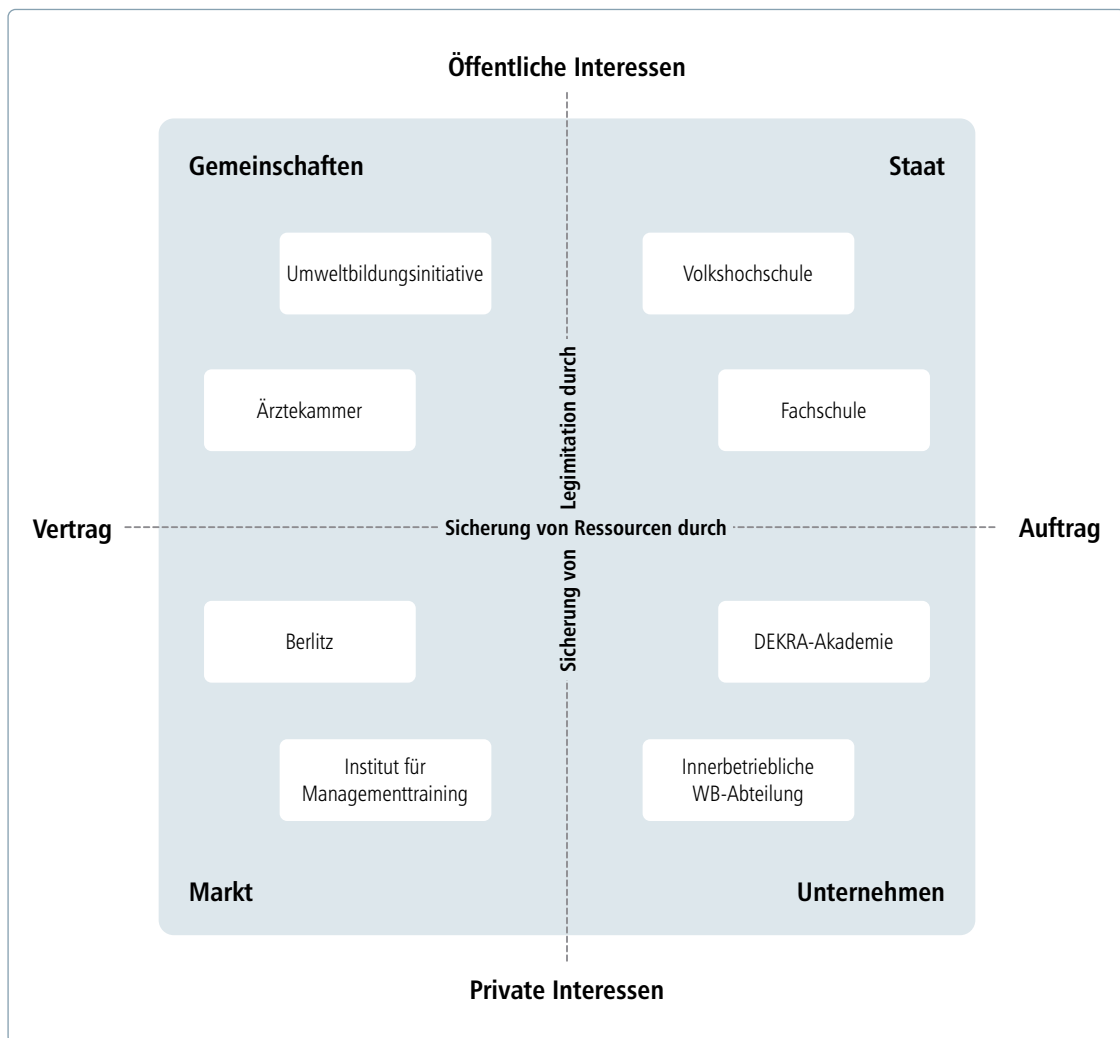 Öffentliche Interessen
Gemeinschaften
Staat
Umweltbildungsinitiative
Volkshochschule
Ärztekammer
Fachschule
Sicherung von Legimitation durch
Vertrag
Sicherung von Ressourcen durch
Auftrag
Berlitz
DEKRA-Akademie
Institut für
Managementtraining
Innerbetriebliche
WB-Abteilung
Markt
Unternehmen
Private Interessen